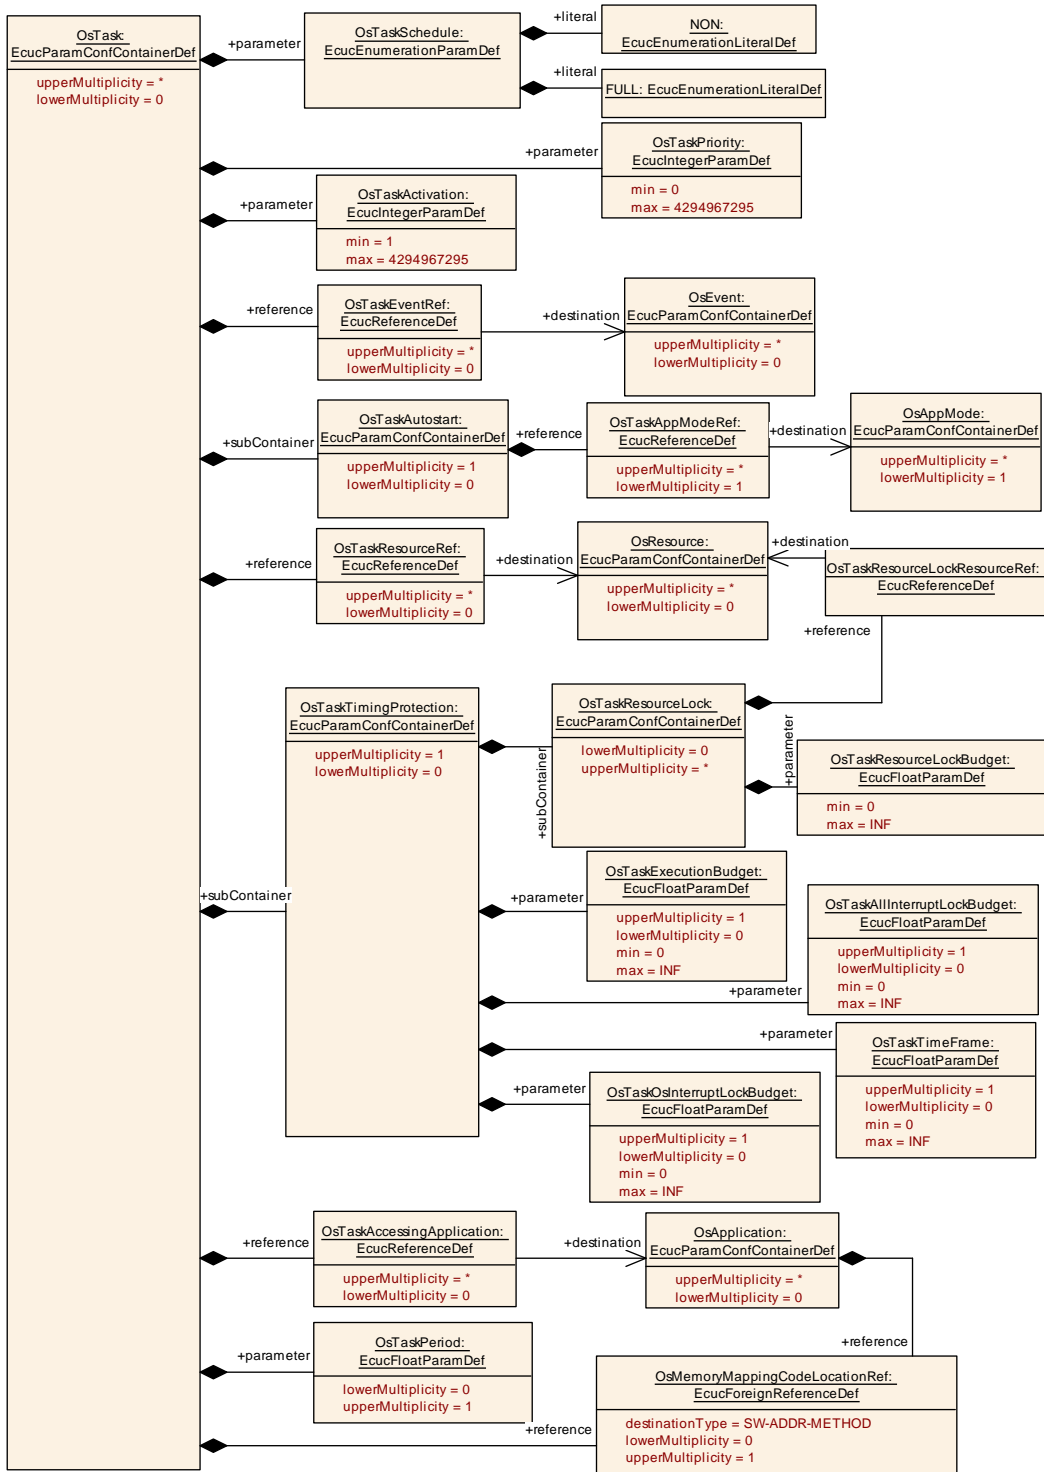 OsTask:
EcucParamConfContainerDef
upperMultiplicity = *
lowerMultiplicity = 0
+parameter
OsTaskSchedule:
EcucEnumerationParamDef
+literal
NON:
EcucEnumerationLiteralDef
+literal
FULL: EcucEnumerationLiteralDef
+parameter
OsTaskPriority:
EcucIntegerParamDef
min = 0
max = 4294967295
+parameter
OsTaskActivation:
EcucIntegerParamDef
min = 1
max = 4294967295
+reference
OsTaskEventRef:
EcucReferenceDef
upperMultiplicity = *
lowerMultiplicity = 0
+destination
OsEvent:
EcucParamConfContainerDef
upperMultiplicity = *
lowerMultiplicity = 0
+subContainer
OsTaskAutostart:
EcucParamConfContainerDef
upperMultiplicity = 1
lowerMultiplicity = 0
+reference
OsTaskAppModeRef:
EcucReferenceDef
upperMultiplicity = *
lowerMultiplicity = 1
+destination
OsAppMode:
EcucParamConfContainerDef
upperMultiplicity = *
lowerMultiplicity = 1
+reference
OsTaskResourceRef:
EcucReferenceDef
upperMultiplicity = *
lowerMultiplicity = 0
+destination
OsResource:
EcucParamConfContainerDef
upperMultiplicity = *
lowerMultiplicity = 0
+destination
OsTaskResourceLockResourceRef:
EcucReferenceDef
+reference
+subContainer
OsTaskTimingProtection:
EcucParamConfContainerDef
upperMultiplicity = 1
lowerMultiplicity = 0
+subContainer
OsTaskResourceLock:
EcucParamConfContainerDef
lowerMultiplicity = 0
upperMultiplicity = *
+parameter
OsTaskResourceLockBudget:
EcucFloatParamDef
min = 0
max = INF
+parameter
OsTaskExecutionBudget:
EcucFloatParamDef
upperMultiplicity = 1
lowerMultiplicity = 0
min = 0
max = INF
+parameter
OsTaskAllInterruptLockBudget:
EcucFloatParamDef
upperMultiplicity = 1
lowerMultiplicity = 0
min = 0
max = INF
+parameter
OsTaskTimeFrame:
EcucFloatParamDef
upperMultiplicity = 1
lowerMultiplicity = 0
min = 0
max = INF
+parameter
OsTaskOsInterruptLockBudget:
EcucFloatParamDef
upperMultiplicity = 1
lowerMultiplicity = 0
min = 0
max = INF
+reference
OsTaskAccessingApplication:
EcucReferenceDef
upperMultiplicity = *
lowerMultiplicity = 0
+destination
OsApplication:
EcucParamConfContainerDef
upperMultiplicity = *
lowerMultiplicity = 0
+reference
+parameter
OsTaskPeriod:
EcucFloatParamDef
lowerMultiplicity = 0
upperMultiplicity = 1
+reference
OsMemoryMappingCodeLocationRef:
EcucForeignReferenceDef
destinationType = SW-ADDR-METHOD
lowerMultiplicity = 0
upperMultiplicity = 1